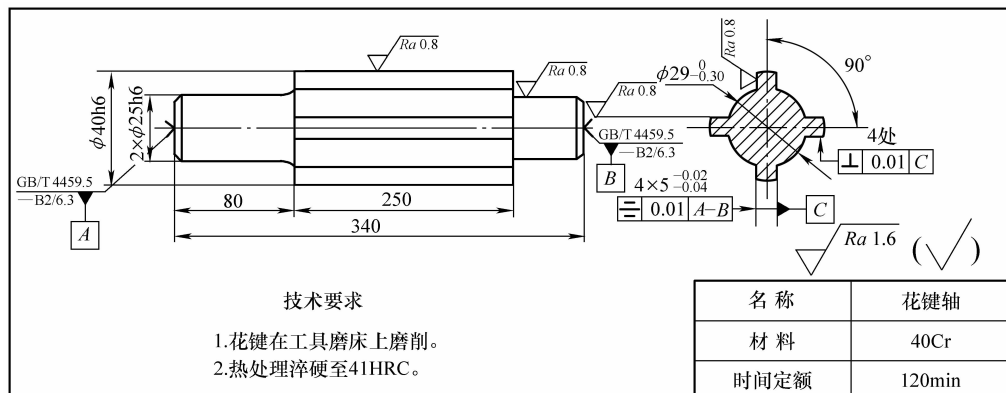 Ra 0.8
Ra 0.8
Ra 0.8
Ra 0.8
90°
φ29 0 -0.30
φ40h6
2×φ25h6
GB/T 4459.5
—B2/6.3
A
GB/T 4459.5
—B2/6.3
B
4处
⊥ 0.01 C
4×5 -0.02 -0.04
⌯ 0.01 A–B
C
80
250
340
Ra 1.6 (√)
技术要求
1.花键在工具磨床上磨削。
2.热处理淬硬至41HRC。
名 称 花键轴
材 料 40Cr
时间定额 120min